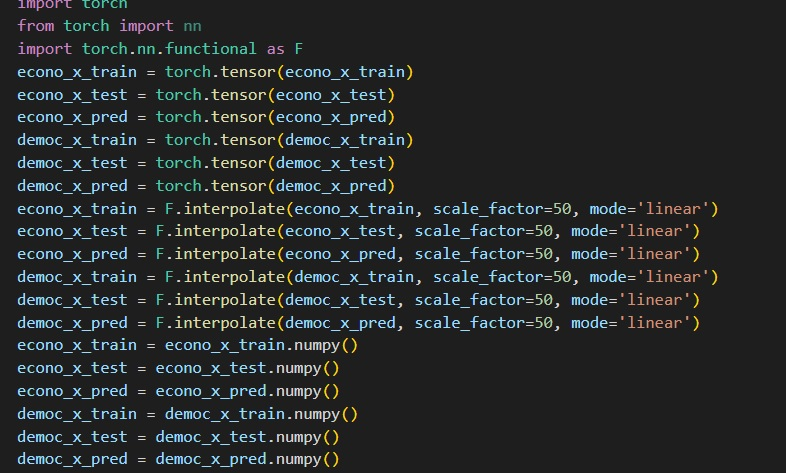 import torch
from torch import nn
import torch.nn.functional as F
econo_x_train = torch.tensor(econo_x_train)
econo_x_test = torch.tensor(econo_x_test)
econo_x_pred = torch.tensor(econo_x_pred)
democ_x_train = torch.tensor(democ_x_train)
democ_x_test = torch.tensor(democ_x_test)
democ_x_pred = torch.tensor(democ_x_pred)
econo_x_train = F.interpolate(econo_x_train, scale_factor=50, mode='linear')
econo_x_test = F.interpolate(econo_x_test, scale_factor=50, mode='linear')
econo_x_pred = F.interpolate(econo_x_pred, scale_factor=50, mode='linear')
democ_x_train = F.interpolate(democ_x_train, scale_factor=50, mode='linear')
democ_x_test = F.interpolate(democ_x_test, scale_factor=50, mode='linear')
democ_x_pred = F.interpolate(democ_x_pred, scale_factor=50, mode='linear')
econo_x_train = econo_x_train.numpy()
econo_x_test = econo_x_test.numpy()
econo_x_pred = econo_x_pred.numpy()
democ_x_train = democ_x_train.numpy()
democ_x_test = democ_x_test.numpy()
democ_x_pred = democ_x_pred.numpy()